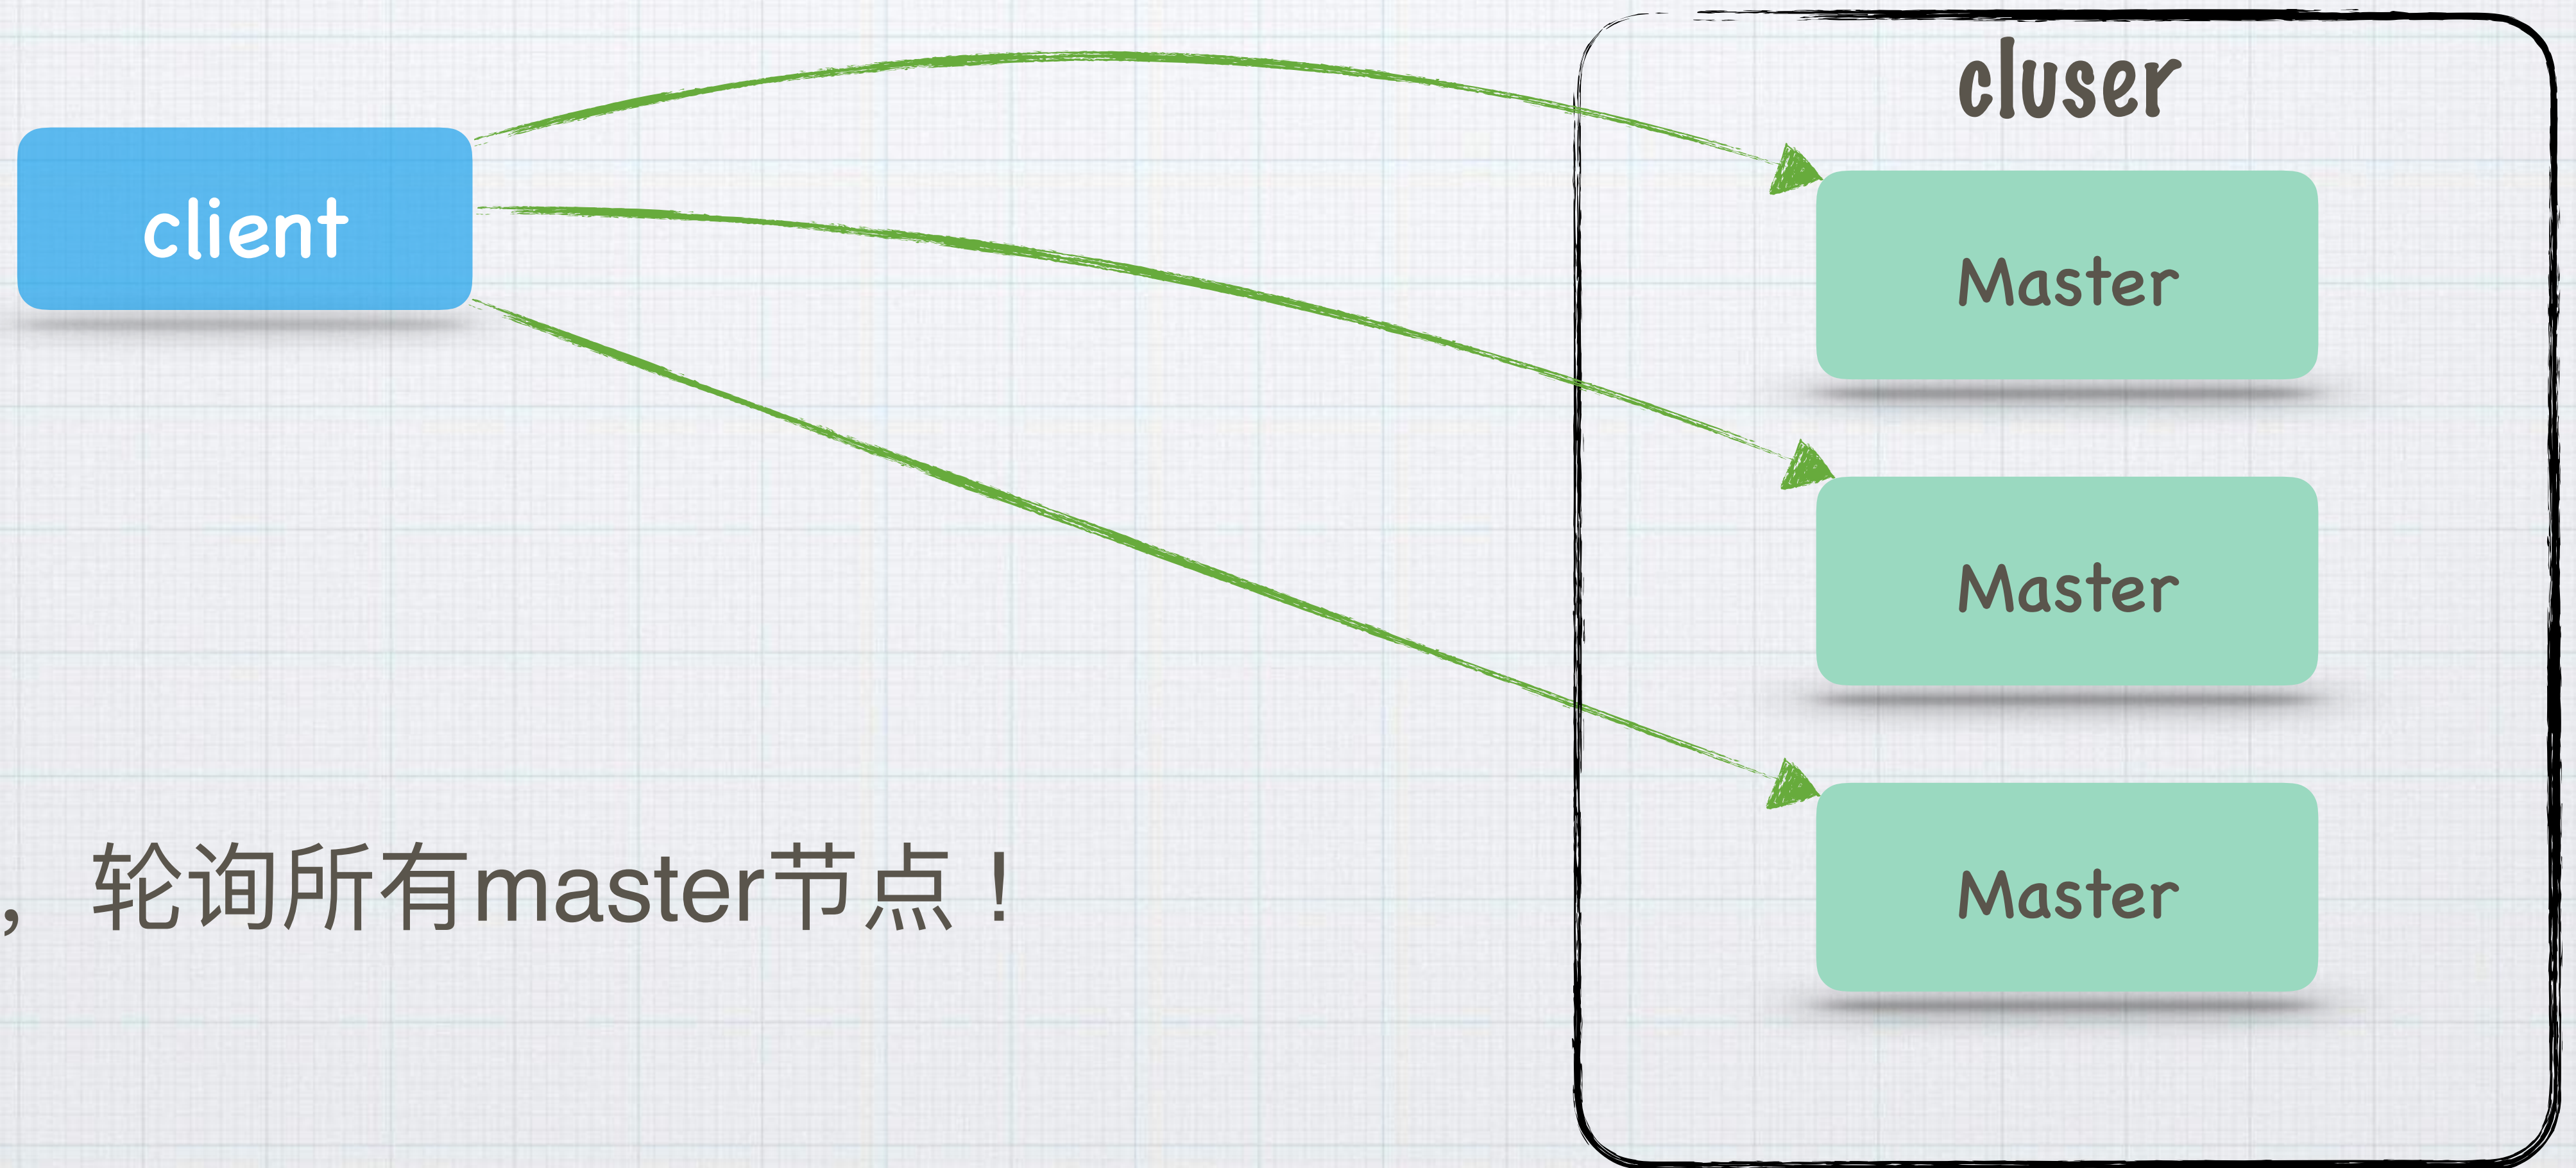 cluser
client
Master
Master
，轮询所有master节点！
Master